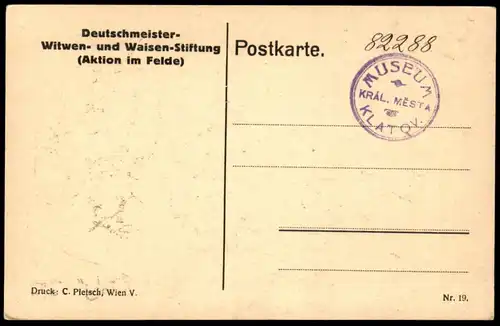 Deutschmeister-
Witwen- und Waisen-Stiftung
(Aktion im Felde)
Postkarte.
82288
MUSEUM
KRÁL. MĚSTA
KLATOV.
Druck: C. Pietsch, Wien V.
Nr. 19.